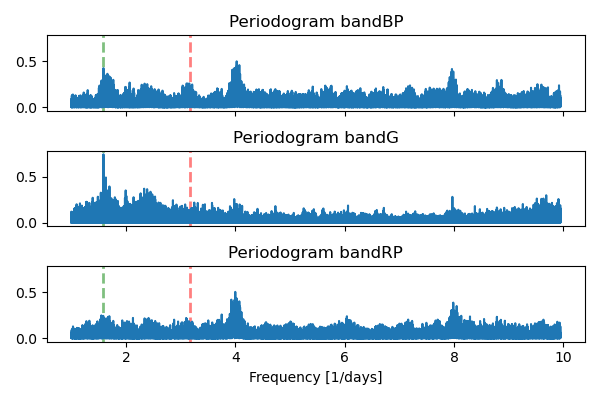 Periodogram bandBP
0.5
0.0
Periodogram bandG
0.5
0.0
Periodogram bandRP
0.5
0.0
2 4 6 8 10
Frequency [1/days]